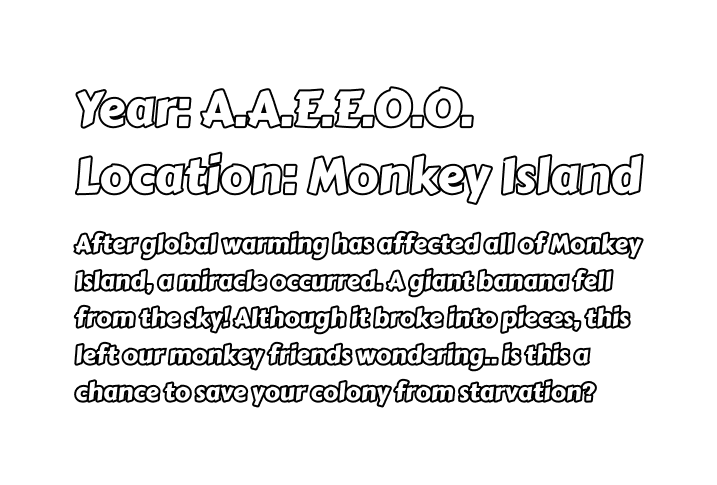 Year: A.A.E.E.O.O.
Location: Monkey Island
After global warming has affected all of Monkey
Island, a miracle occurred. A giant banana fell
from the sky! Although it broke into pieces, this
left our monkey friends wondering.. is this a
chance to save your colony from starvation?